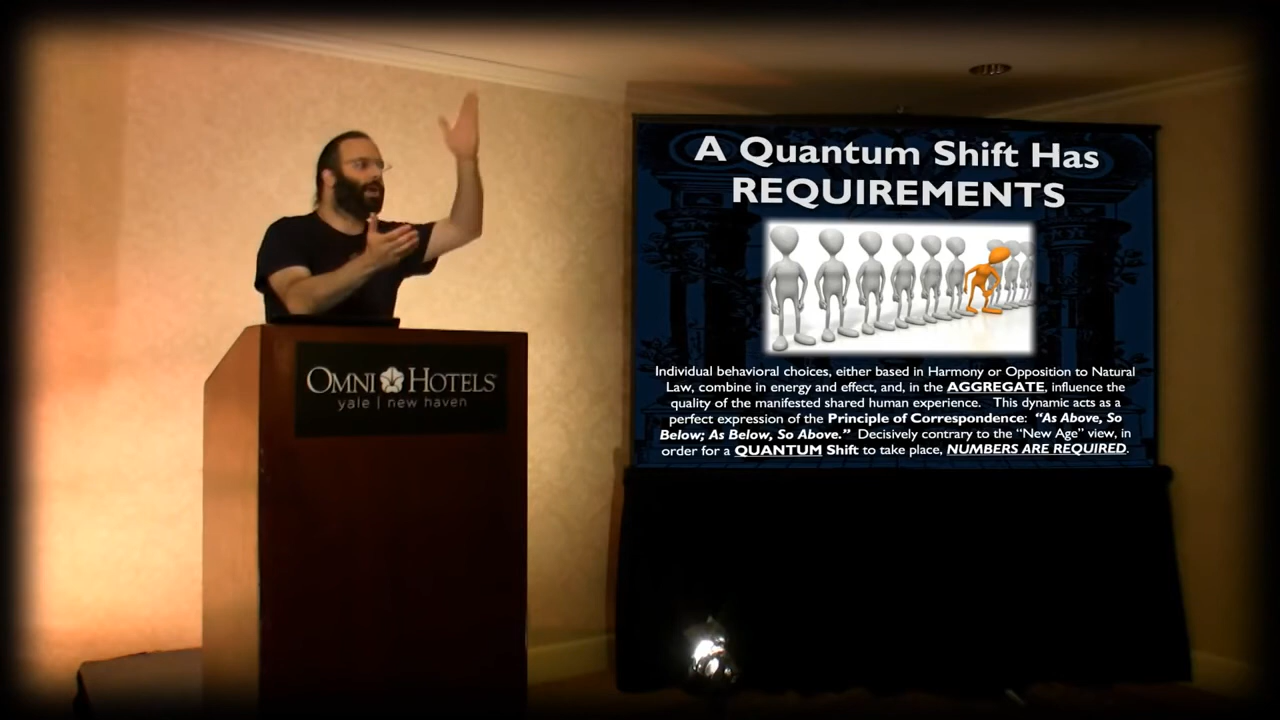 A Quantum Shift Has
REQUIREMENTS
Individual behavioral choices, either based in Harmony or Opposition to Natural
Law, combine in energy and effect, and, in the AGGREGATE, influence the
quality of the manifested shared human experience.   This dynamic acts as a
perfect expression of the Principle of Correspondence:  “As Above, So
Below; As Below, So Above.”  Decisively contrary to the “New Age” view, in
order for a QUANTUM Shift to take place, NUMBERS ARE REQUIRED.
OMNI HOTELS
yale | new haven